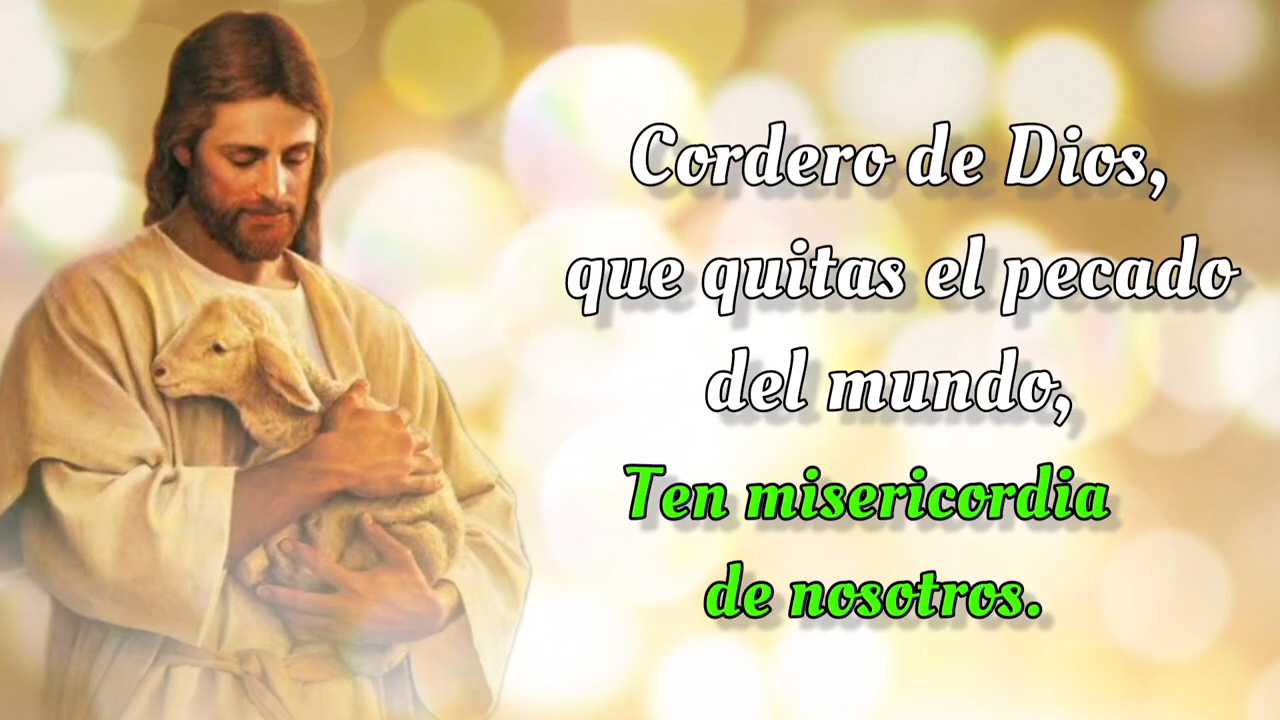 Cordero de Dios,
que quitas el pecado
del mundo,
Ten misericordia
de nosotros.